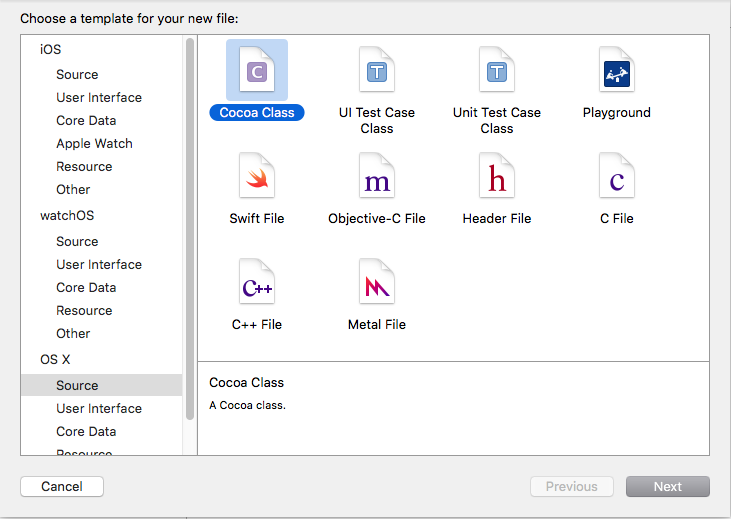 Choose a template for your new file:
iOS
Source
User Interface
Core Data
Apple Watch
Resource
Other
watchOS
Source
User Interface
Core Data
Resource
Other
OS X
Source
User Interface
Core Data
Resource
C
Cocoa Class
T
UI Test Case
Class
T
Unit Test Case
Class
Playground
Swift File
m
Objective-C File
h
Header File
c
C File
C++
C++ File
Metal File
Cocoa Class
A Cocoa class.
Cancel
Previous
Next